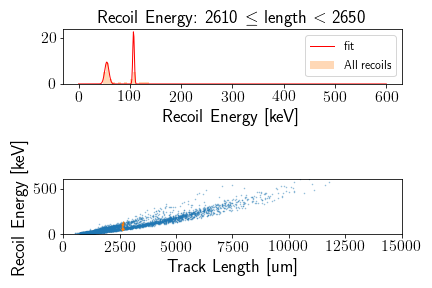 Recoil Energy: 2610 ≤ length < 2650
20
0
fit
All recoils
0 100 200 300 400 500 600
Recoil Energy [keV]
Recoil Energy [keV]
500
0
0 2500 5000 7500 10000 12500 15000
Track Length [um]